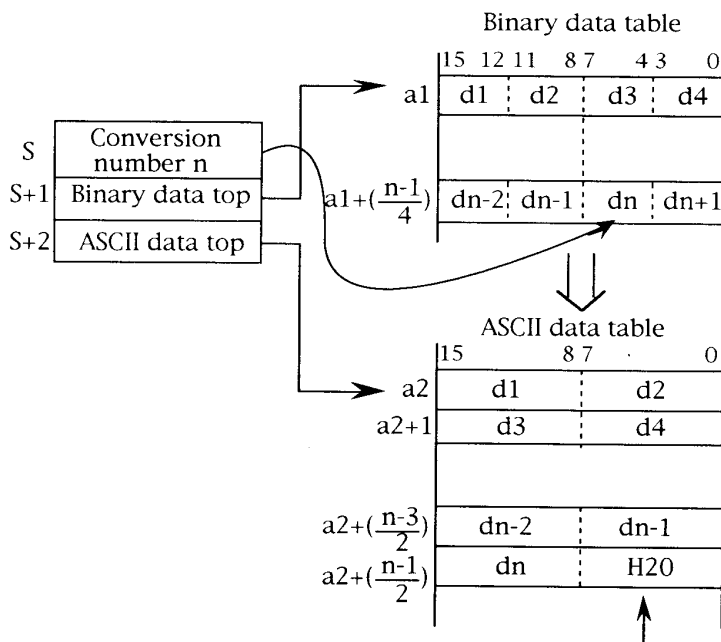 Binary data table
15 12 11 8 7 4 3 0
a1 d1 d2 d3 d4
S Conversion number n
S+1 Binary data top
S+2 ASCII data top
a1+(n-1/4) dn-2 dn-1 dn dn+1
ASCII data table
15 8 7 0
a2 d1 d2
a2+1 d3 d4
a2+(n-3/2) dn-2 dn-1
a2+(n-1/2) dn H20